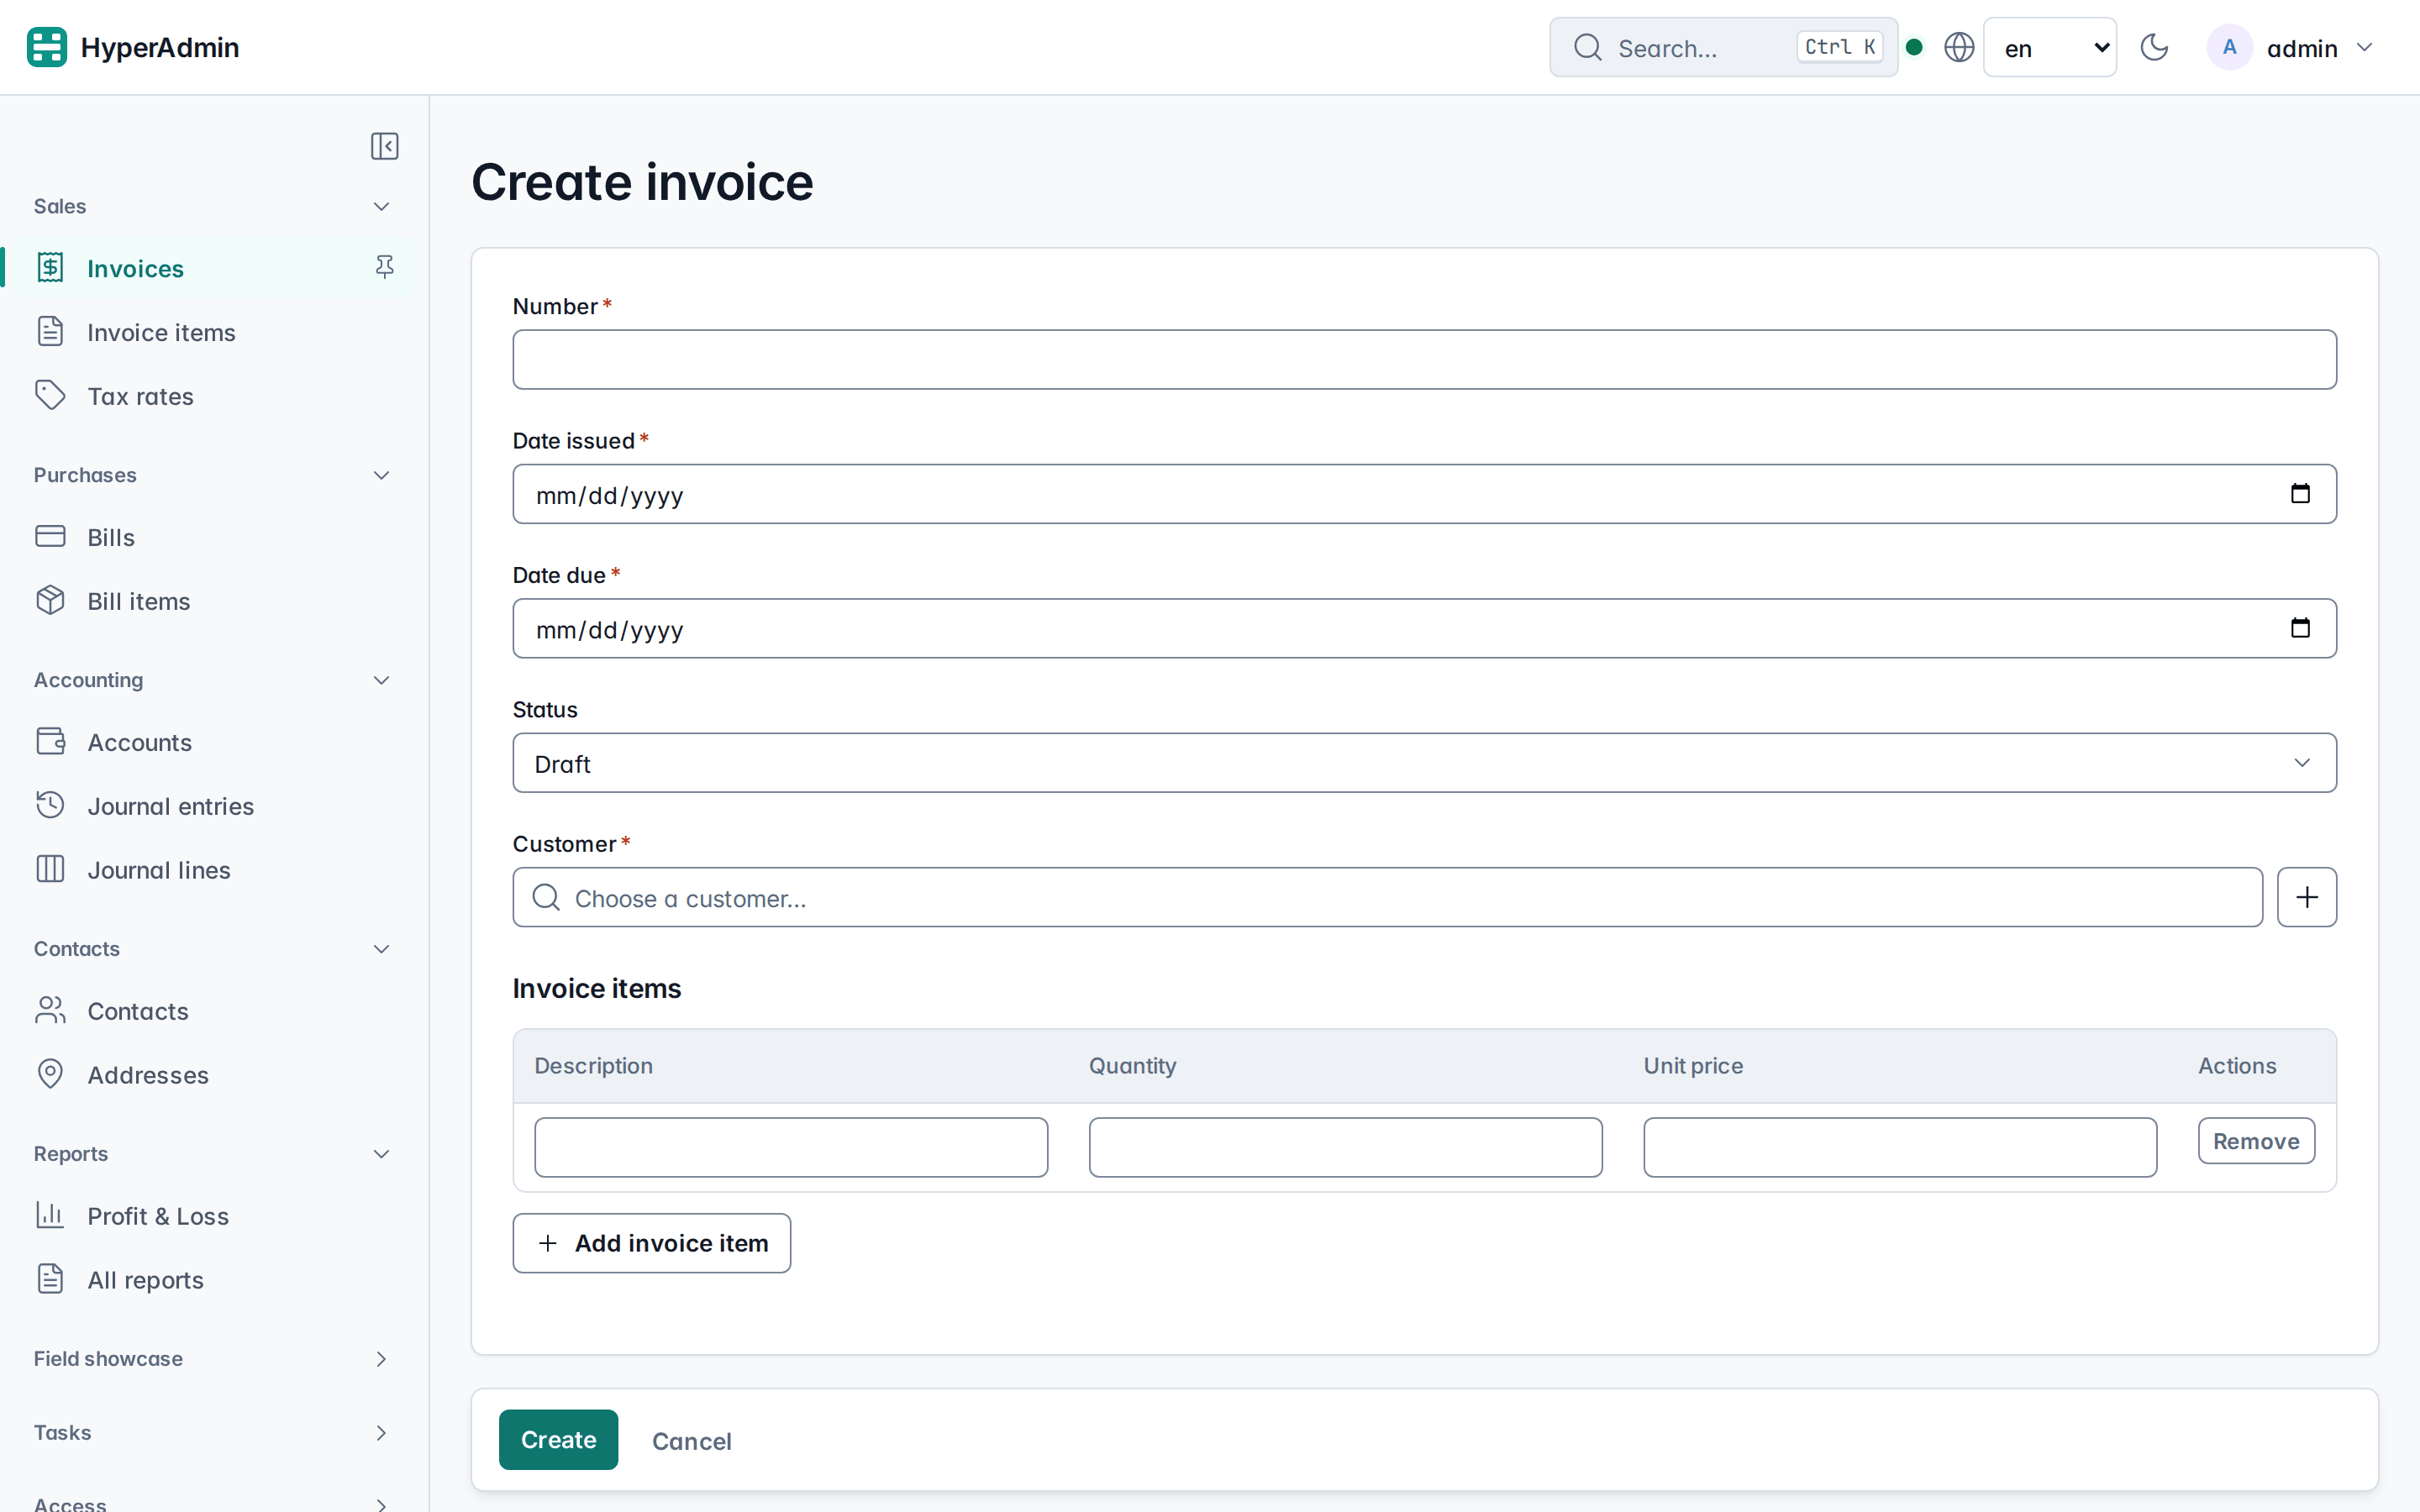 HyperAdmin
Search...
Ctrl K
en
A
admin
Sales
Invoices
Invoice items
Tax rates
Purchases
Bills
Bill items
Accounting
Accounts
Journal entries
Journal lines
Contacts
Contacts
Addresses
Reports
Profit & Loss
All reports
Field showcase
Tasks
Access
Create invoice
Number *
Date issued *
mm/dd/yyyy
Date due *
mm/dd/yyyy
Status
Draft
Customer *
Choose a customer...
Invoice items
Description Quantity Unit price Actions
Remove
Add invoice item
Create Cancel